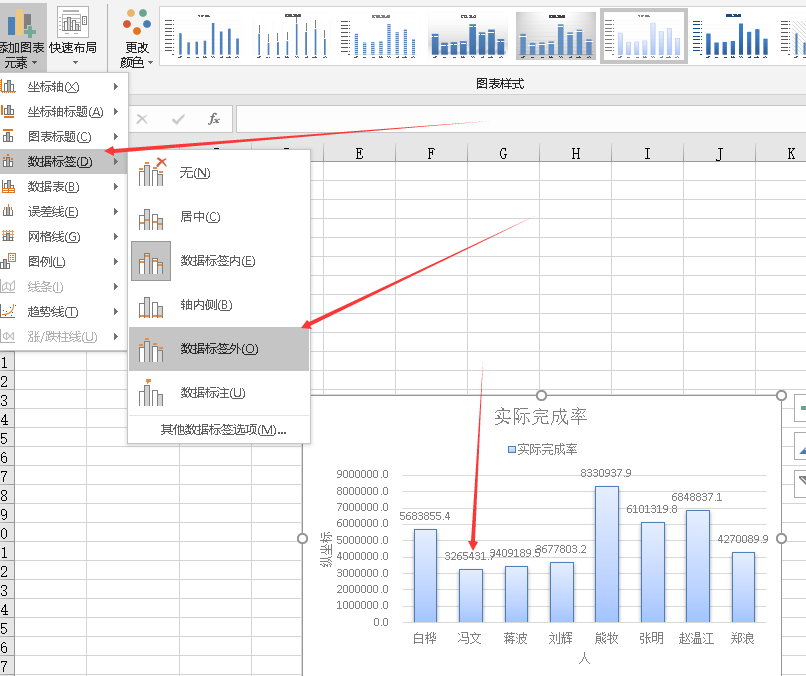 添加图表
元素
快速布局
更改
颜色
图表样式
坐标轴(X)
坐标轴标题(A)
图表标题(C)
数据标签(D)
数据表(B)
误差线(E)
网格线(G)
图例(L)
线条(I)
趋势线(T)
涨/跌柱线(U)
fx
无(N)
居中(C)
数据标签内(E)
轴内侧(B)
数据标签外(O)
数据标注(U)
其他数据标签选项(M)...
E F G H I J K
1
2
3
4
5
6
7
8
9
0
1
2
3
4
5
6
7
实际完成率
实际完成率
9000000.0
8000000.0
7000000.0
6000000.0
5000000.0
4000000.0
3000000.0
2000000.0
1000000.0
0.0
纵坐标
5683855.4
3265431.7
3409189.5
3677803.2
8330937.9
6101319.8
6848837.1
4270089.9
白桦 冯文 蒋波 刘辉 熊牧 张明 赵温江 郑浪
人